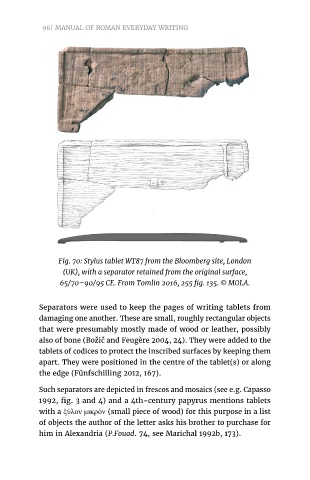 96| MANUAL OF ROMAN EVERYDAY WRITING
Fig. 70: Stylus tablet WT87 from the Bloomberg site, London
(UK), with a separator retained from the original surface,
65/70–90/95 CE. From Tomlin 2016, 255 fig. 135. © MOLA.
Separators were used to keep the pages of writing tablets from
damaging one another. These are small, roughly rectangular objects
that were presumably mostly made of wood or leather, possibly
also of bone (Božič and Feugère 2004, 24). They were added to the
tablets of codices to protect the inscribed surfaces by keeping them
apart. They were positioned in the centre of the tablet(s) or along
the edge (Fünfschilling 2012, 167).
Such separators are depicted in frescos and mosaics (see e.g. Capasso
1992, fig. 3 and 4) and a 4th-century papyrus mentions tablets
with a ξύλον μικρόν (small piece of wood) for this purpose in a list
of objects the author of the letter asks his brother to purchase for
him in Alexandria (P.Fouad. 74, see Marichal 1992b, 173).